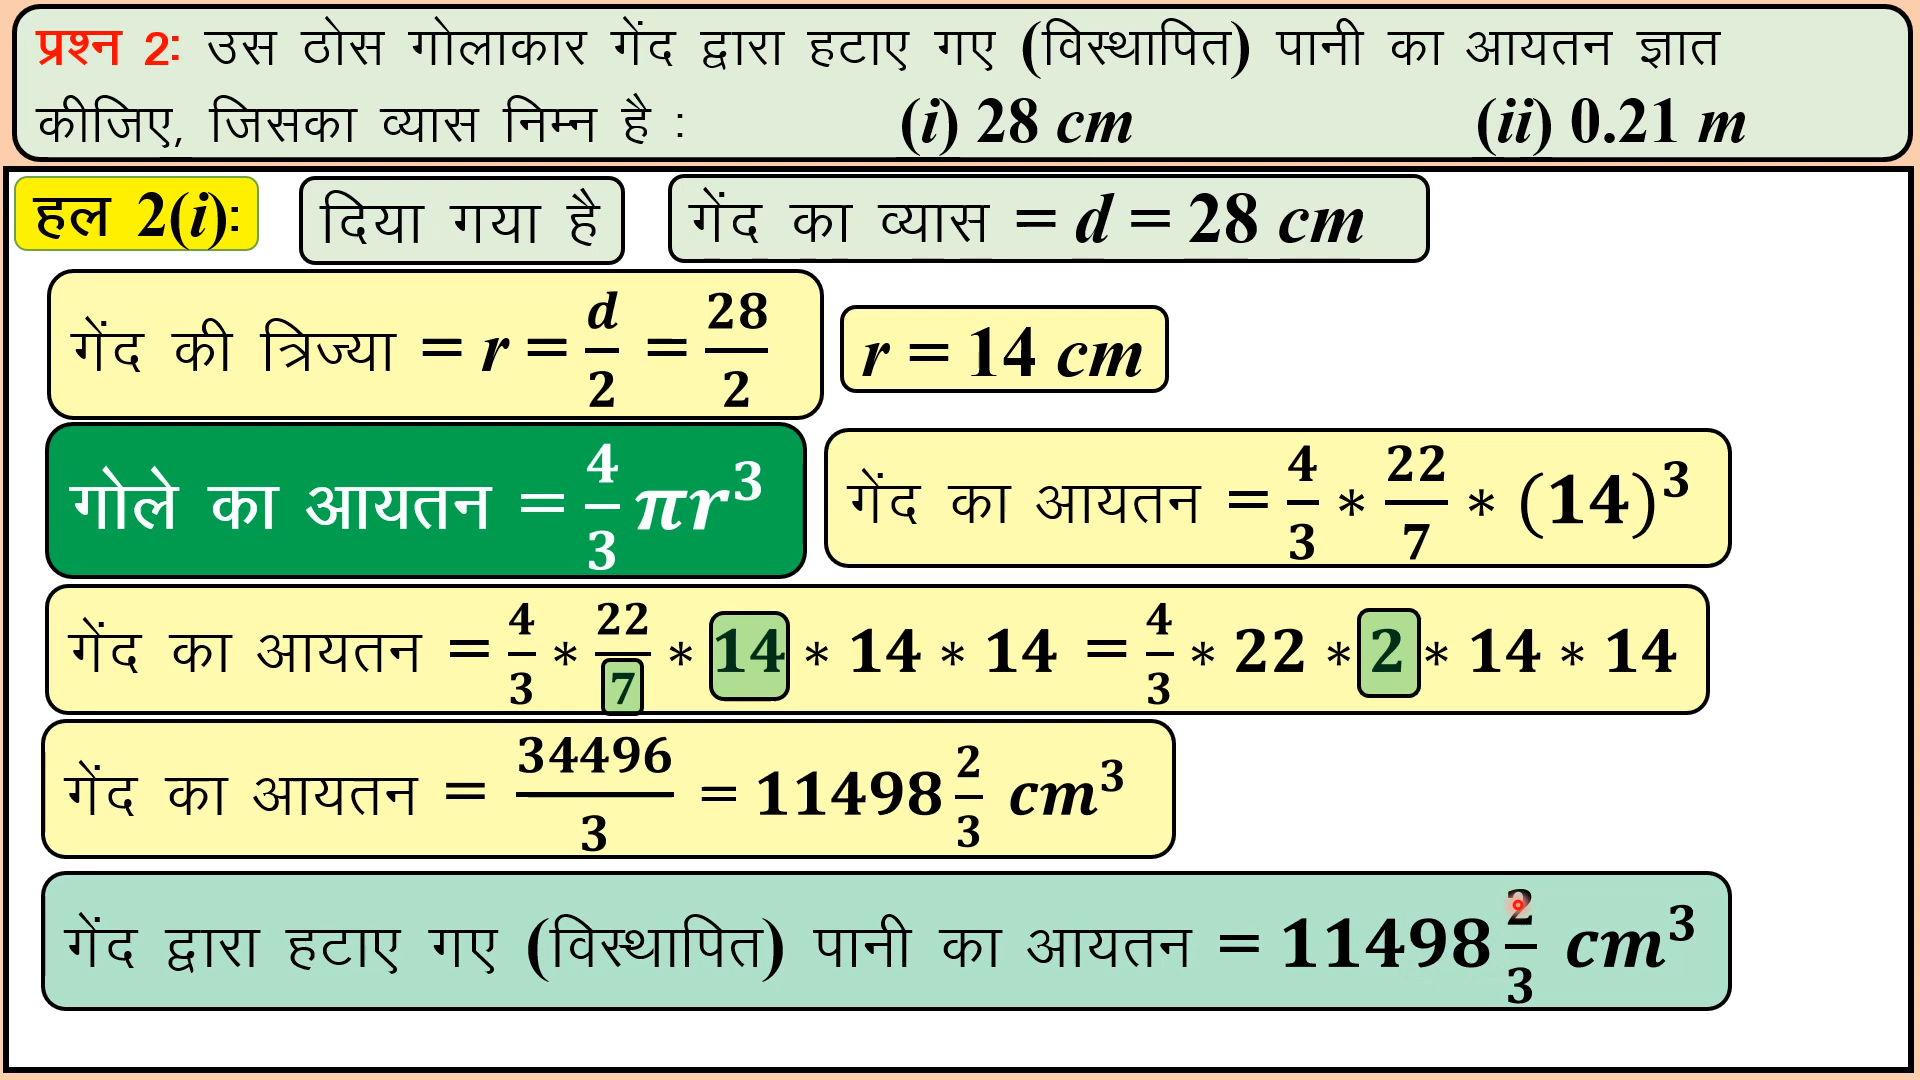 प्रश्न 2: उस ठोस गोलाकार गेंद द्वारा हटाए गए (विस्थापित) पानी का आयतन ज्ञात
कीजिए, जिसका व्यास निम्न है : (i) 28 cm (ii) 0.21 m
हल 2(i): दिया गया है गेंद का व्यास = d = 28 cm
गेंद की त्रिज्या = r = d/2 = 28/2 r = 14 cm
गोले का आयतन = 4/3 πr³ गेंद का आयतन = 4/3 * 22/7 * (14)³
गेंद का आयतन = 4/3 * 22/7 * 14 * 14 * 14 = 4/3 * 22 * 2 * 14 * 14
गेंद का आयतन = 34496/3 = 11498 2/3 cm³
गेंद द्वारा हटाए गए (विस्थापित) पानी का आयतन = 11498 2/3 cm³